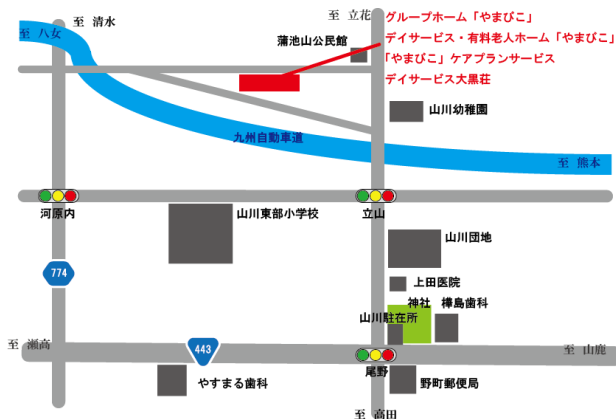 至 清水
至 立花
グループホーム「やまびこ」
至 八女
デイサービス・有料老人ホーム「やまびこ」
蒲池山公民館
「やまびこ」ケアプランサービス
デイサービス大黒荘
山川幼稚園
九州自動車道
至 熊本
河原内
山川東部小学校
立山
山川団地
774
上田医院
神社
樺島歯科
山川駐在所
至 瀬高
443
至 山鹿
尾野
やすまる歯科
野町郵便局
至 高田